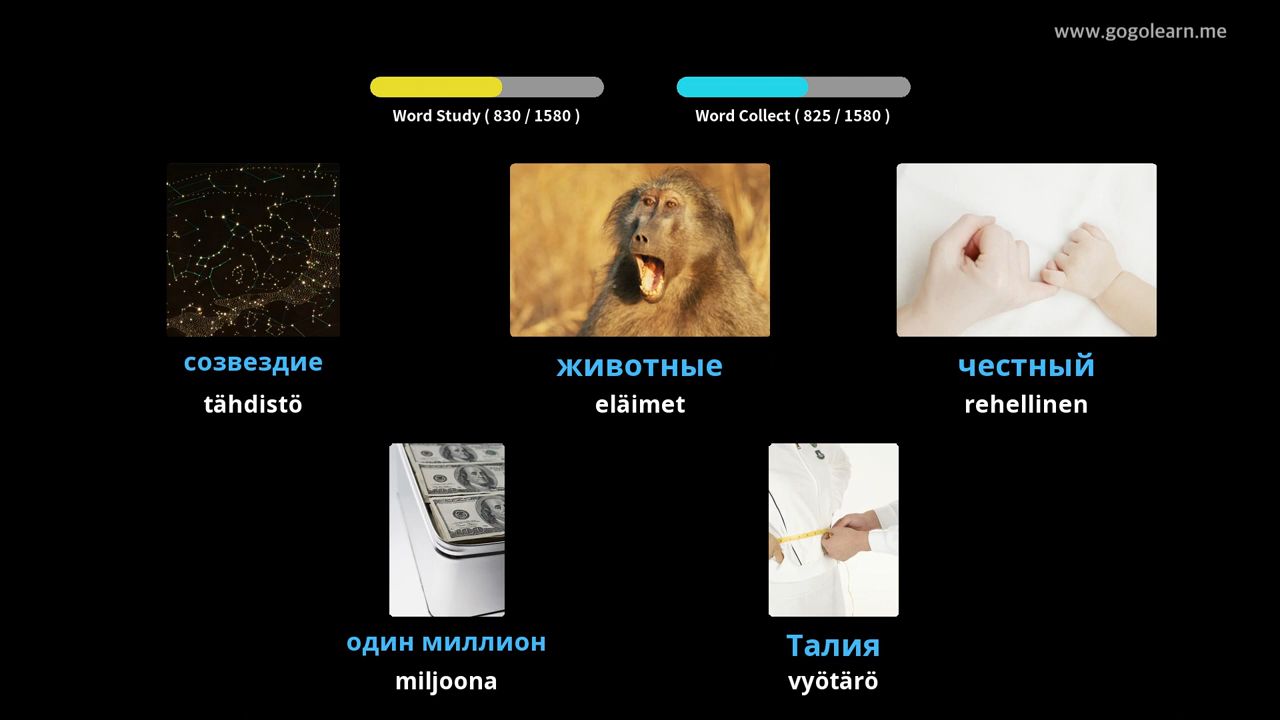 www.gogolearn.me
Word Study ( 830 / 1580 )
Word Collect ( 825 / 1580 )
созвездие
tähdistö
животные
eläimet
честный
rehellinen
один миллион
miljoona
Талия
vyötärö